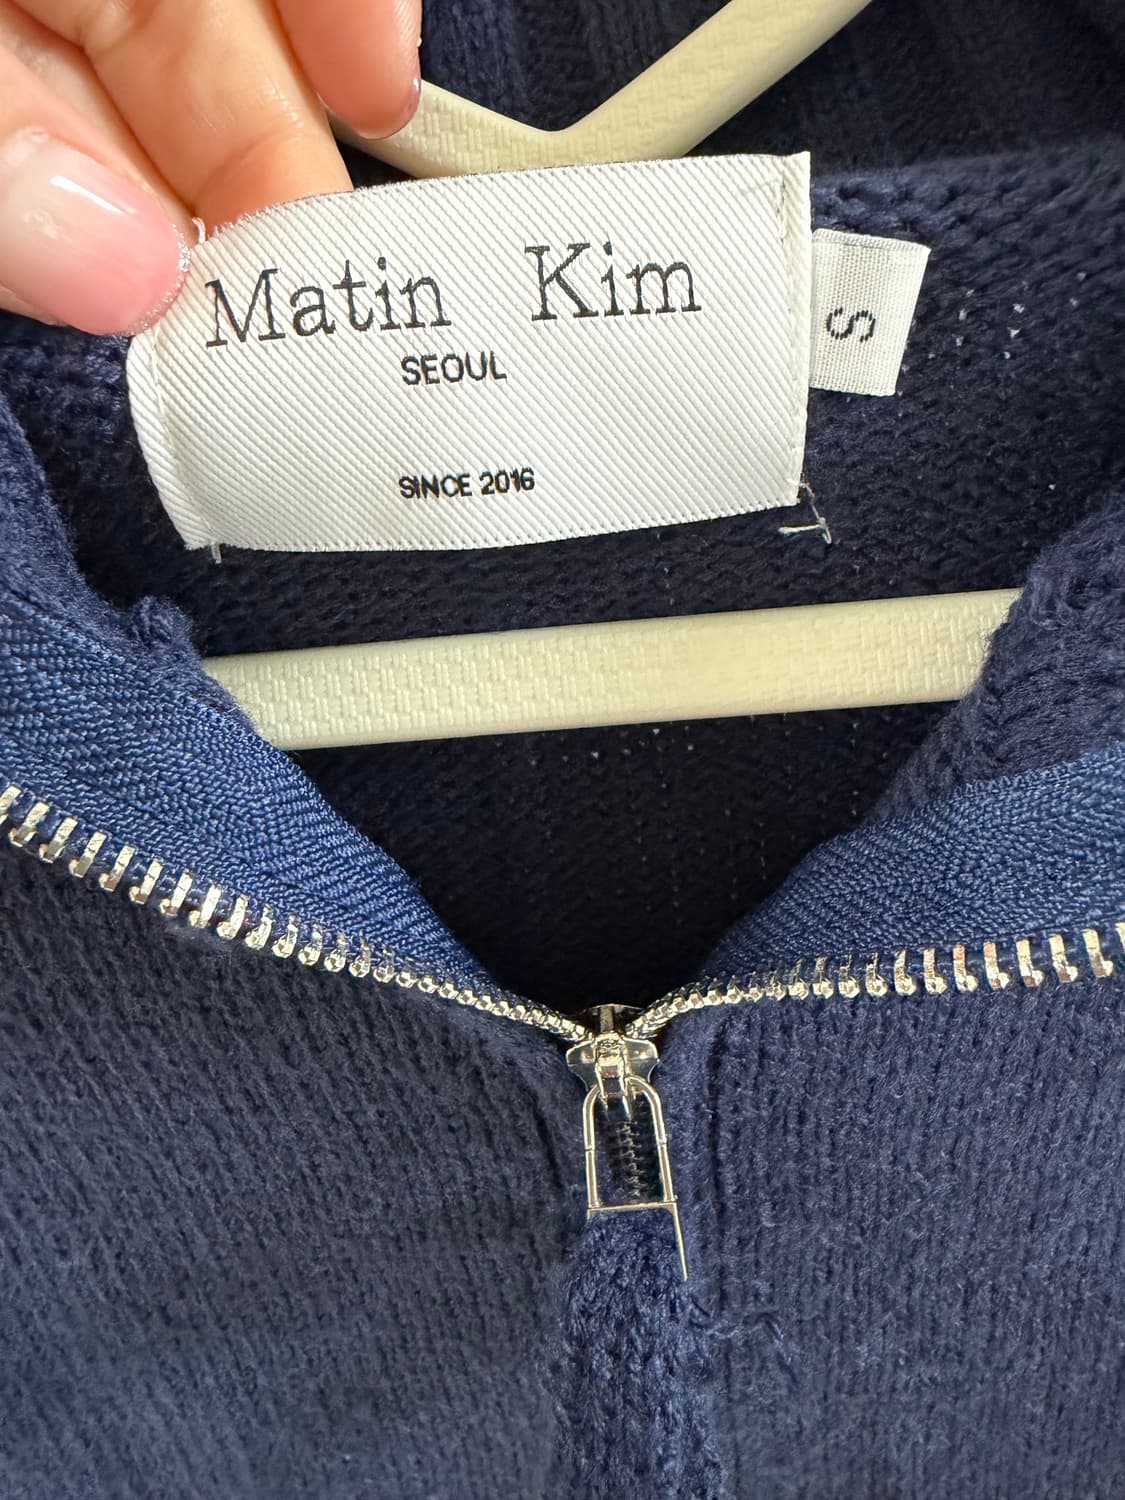 Matin Kim
SEOUL
SINCE 2016
S